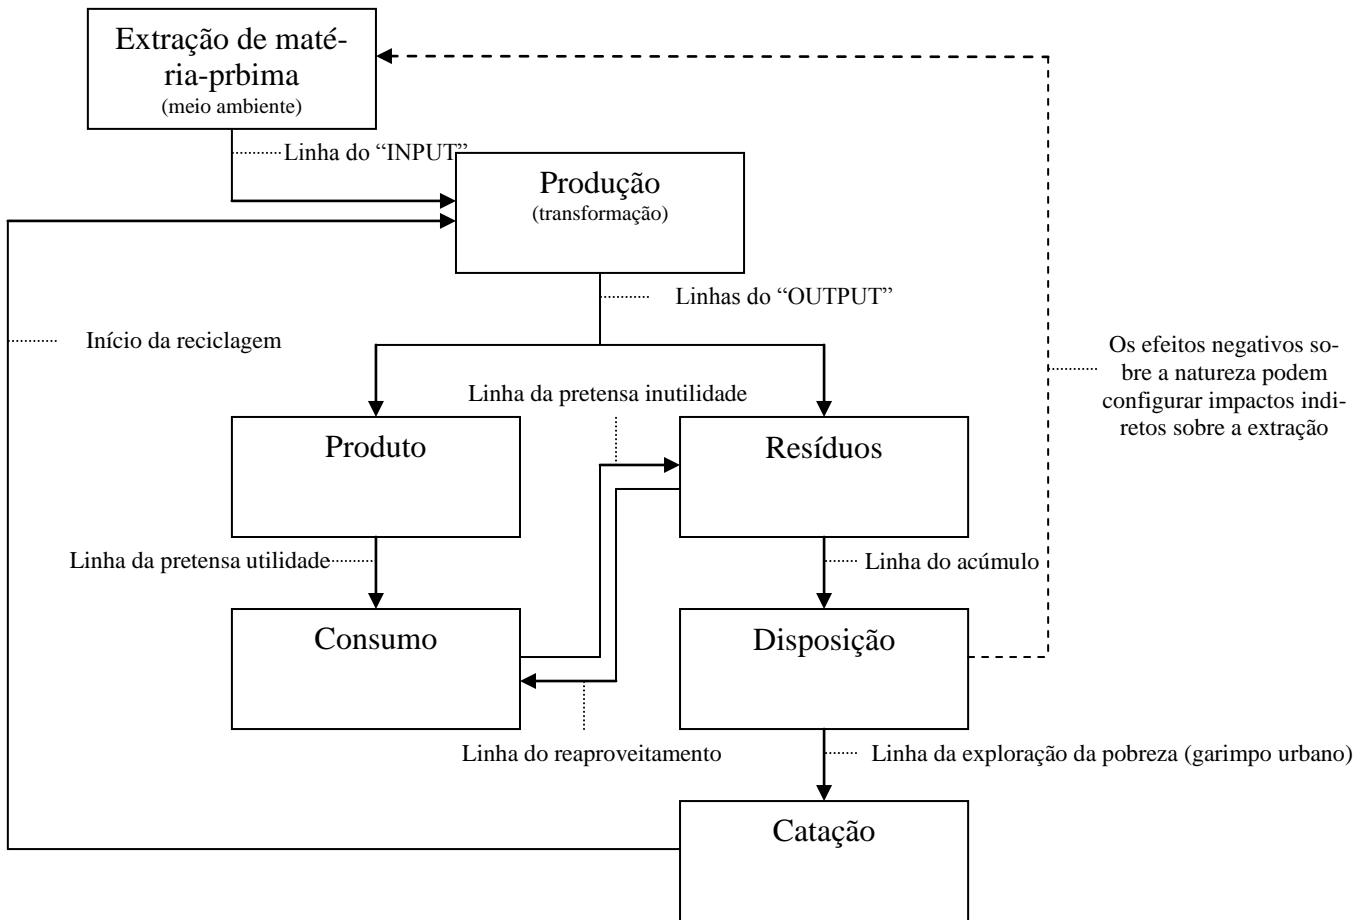 Extração de maté-
ria-prbima
(meio ambiente)
Linha do “INPUT”
Produção
(transformação)
Linhas do “OUTPUT”
Início da reciclagem
Os efeitos negativos so-
bre a natureza podem
configurar impactos indi-
retos sobre a extração
Linha da pretensa inutilidade
Produto
Resíduos
Linha da pretensa utilidade
Linha do acúmulo
Consumo
Disposição
Linha do reaproveitamento
Linha da exploração da pobreza (garimpo urbano)
Catação